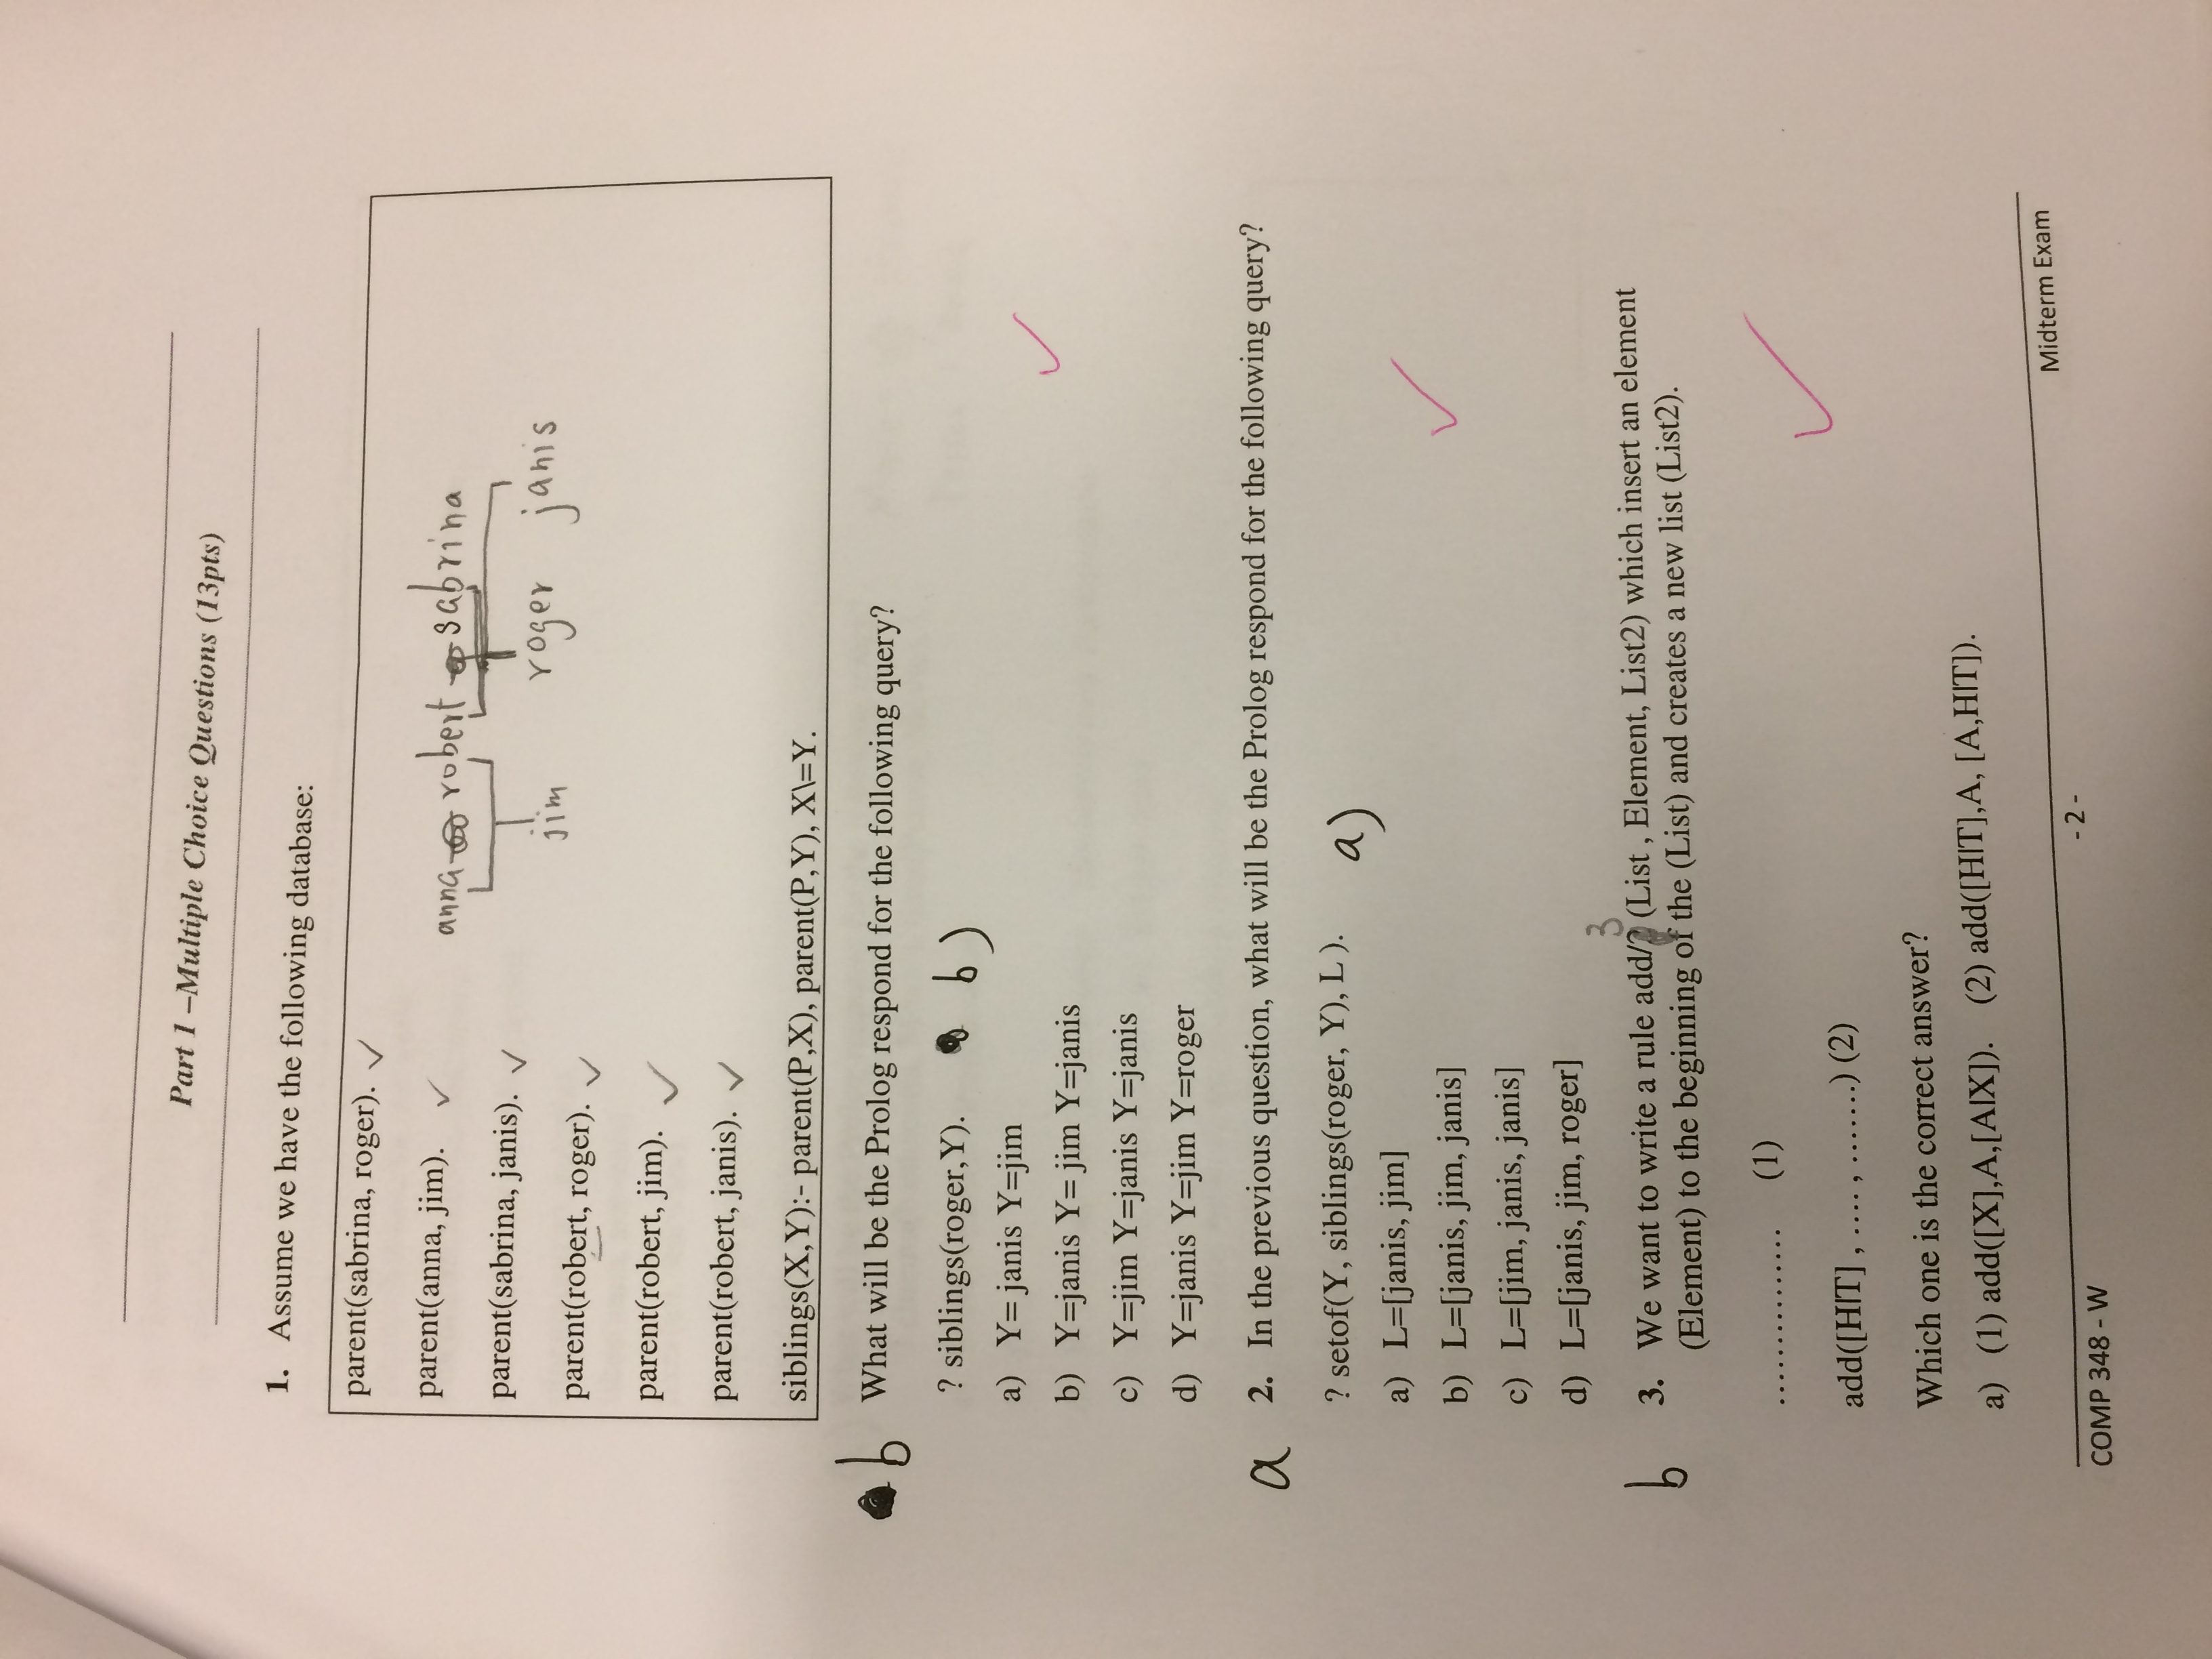 Part 1 –Multiple Choice Questions (13pts)
1. Assume we have the following database:
parent(sabrina, roger). ✓
parent(anna, jim). ✓
anna robert sabrina
parent(sabrina, janis). ✓
jim roger janis
parent(robert, roger). ✓
parent(robert, jim). ✓
parent(robert, janis). ✓
siblings(X,Y):- parent(P,X), parent(P,Y), X\=Y.
b What will be the Prolog respond for the following query?
? siblings(roger,Y). b)
a) Y= janis Y=jim
b) Y=janis Y= jim Y=janis
c) Y=jim Y=janis Y=janis
d) Y=janis Y=jim Y=roger
a 2. In the previous question, what will be the Prolog respond for the following query?
? setof(Y, siblings(roger, Y), L ). a)
a) L=[janis, jim]
b) L=[janis, jim, janis]
c) L=[jim, janis, janis]
d) L=[janis, jim, roger]
3
b 3. We want to write a rule add/ (List , Element, List2) which insert an element
(Element) to the beginning of the (List) and creates a new list (List2).
............... (1)
add([H|T] , .... , .......) (2)
Which one is the correct answer?
a) (1) add([X],A,[A|X]). (2) add([H|T],A, [A,H|T]).
COMP 348 - W
- 2 -
Midterm Exam